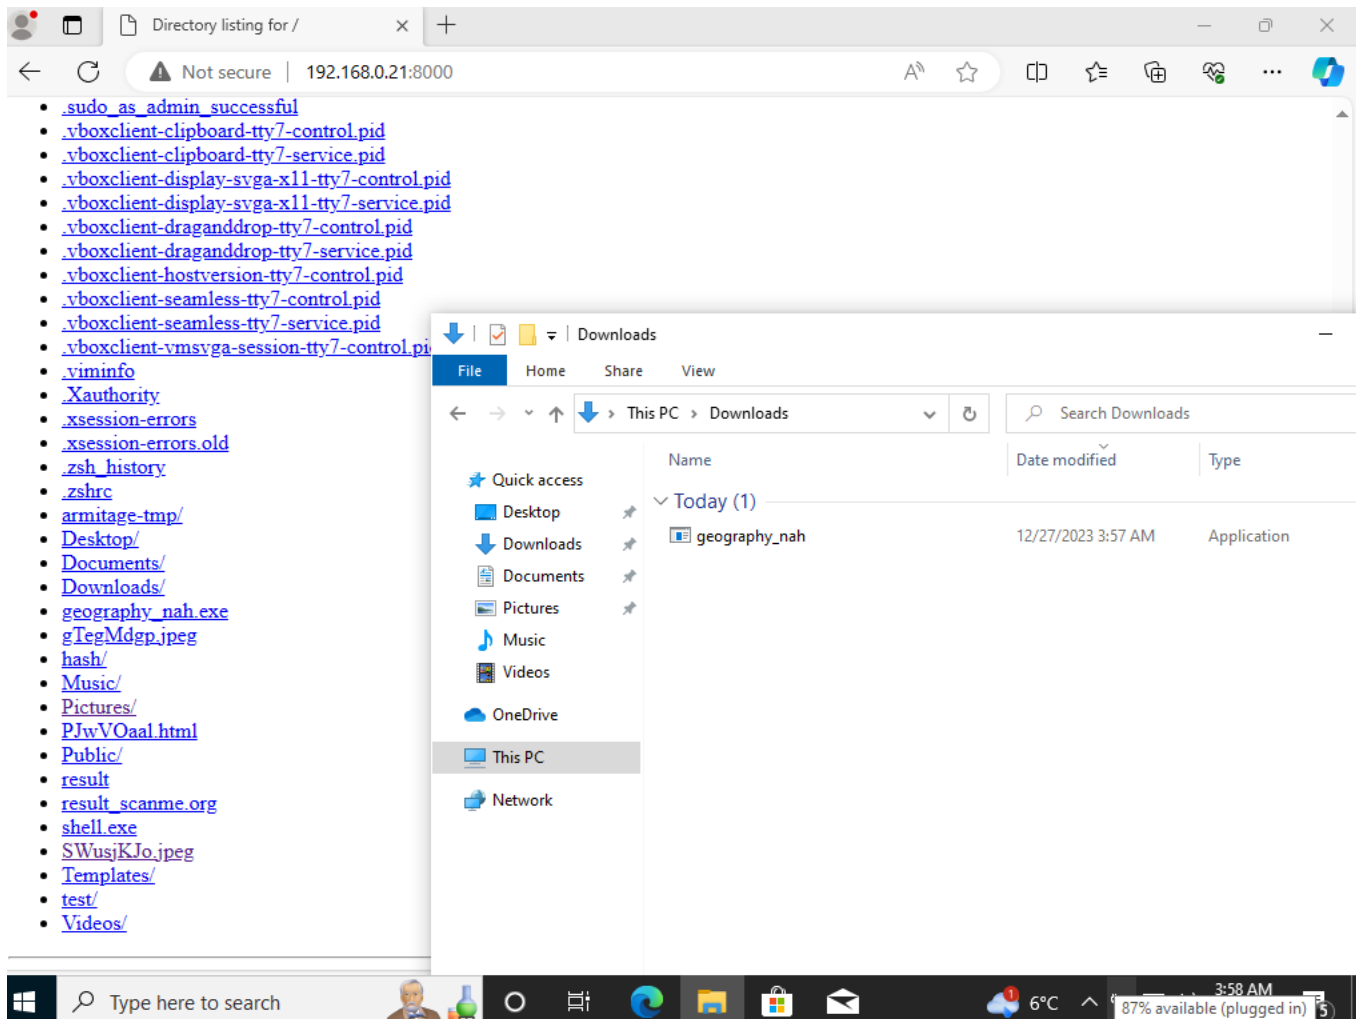 Directory listing for /
Not secure | 192.168.0.21:8000
.sudo_as_admin_successful
.vboxclient-clipboard-tty7-control.pid
.vboxclient-clipboard-tty7-service.pid
.vboxclient-display-svga-x11-tty7-control.pid
.vboxclient-display-svga-x11-tty7-service.pid
.vboxclient-draganddrop-tty7-control.pid
.vboxclient-draganddrop-tty7-service.pid
.vboxclient-hostversion-tty7-control.pid
.vboxclient-seamless-tty7-control.pid
.vboxclient-seamless-tty7-service.pid
.vboxclient-vmsvga-session-tty7-control.pi
.viminfo
.Xauthority
.xsession-errors
.xsession-errors.old
.zsh_history
.zshrc
armitage-tmp/
Desktop/
Documents/
Downloads/
geography_nah.exe
gTegMdgp.jpeg
hash/
Music/
Pictures/
PJwVOaal.html
Public/
result
result_scanme.org
shell.exe
SWusjKJo.jpeg
Templates/
test/
Videos/
Downloads
File Home Share View
This PC > Downloads
Search Downloads
Name Date modified Type
Quick access
Desktop
Downloads
Documents
Pictures
Music
Videos
OneDrive
This PC
Network
Today (1)
geography_nah 12/27/2023 3:57 AM Application
Type here to search
1
6°C
3:58 AM
87% available (plugged in)
5